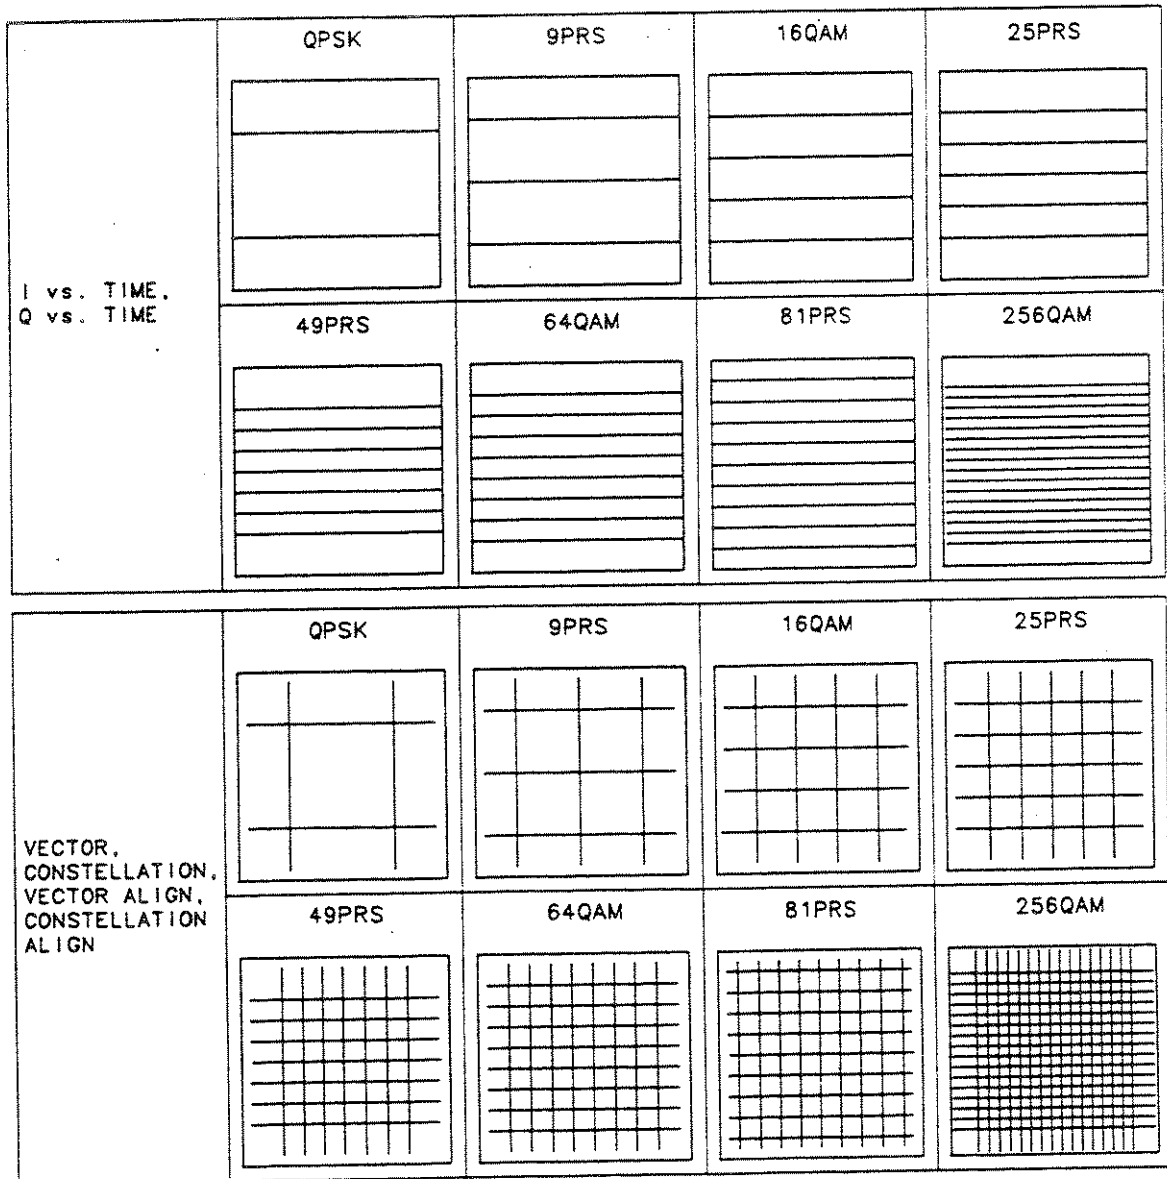 QPSK 9PRS 16QAM 25PRS
I vs. TIME,
Q vs. TIME
49PRS 64QAM 81PRS 256QAM
QPSK 9PRS 16QAM 25PRS
VECTOR,
CONSTELLATION,
VECTOR ALIGN,
CONSTELLATION
ALIGN
49PRS 64QAM 81PRS 256QAM